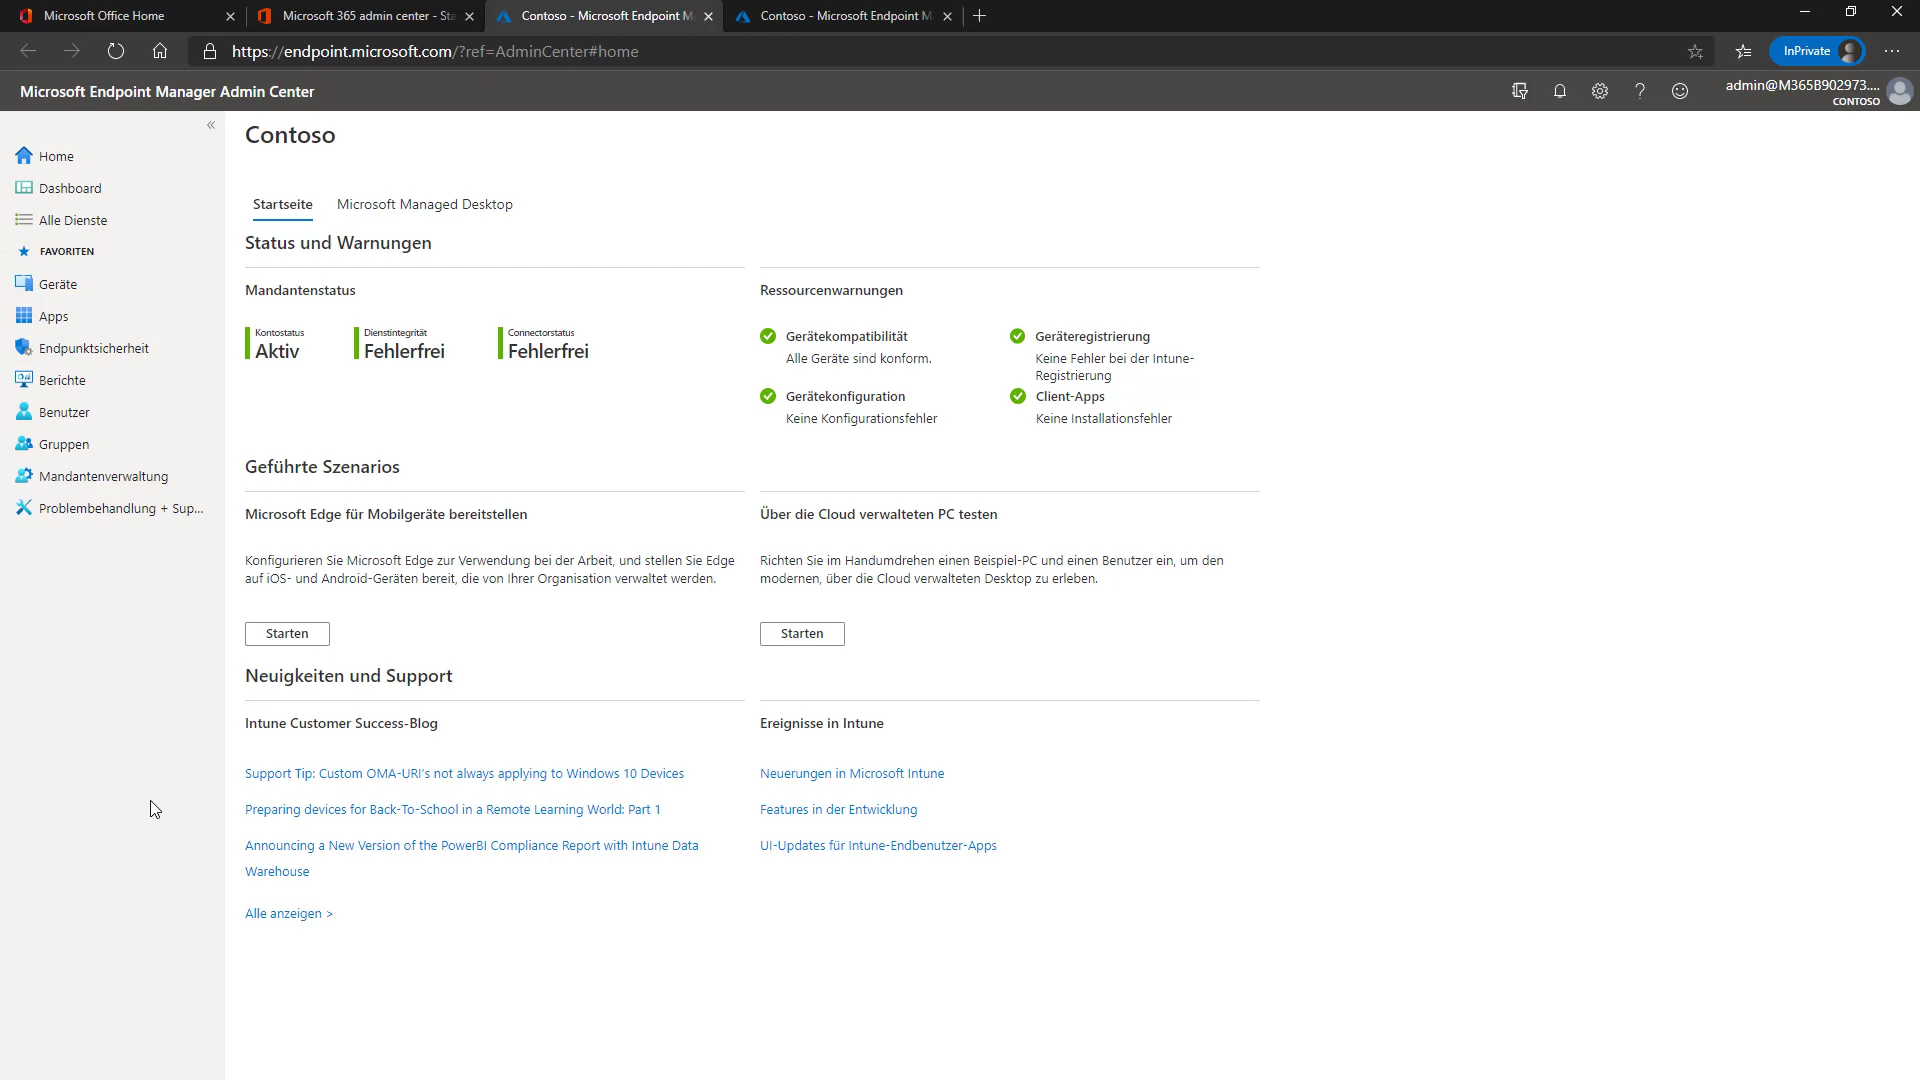 Microsoft Office Home
Microsoft 365 admin center - Sta
Contoso - Microsoft Endpoint M
Contoso - Microsoft Endpoint M
https://endpoint.microsoft.com/?ref=AdminCenter#home
InPrivate
Microsoft Endpoint Manager Admin Center
admin@M365B902973....
CONTOSO
Home
Dashboard
Alle Dienste
FAVORITEN
Geräte
Apps
Endpunktsicherheit
Berichte
Benutzer
Gruppen
Mandantenverwaltung
Problembehandlung + Sup...
Contoso
Startseite
Microsoft Managed Desktop
Status und Warnungen
Mandantenstatus
Kontostatus
Aktiv
Dienstintegrität
Fehlerfrei
Connectorstatus
Fehlerfrei
Ressourcenwarnungen
Gerätekompatibilität
Alle Geräte sind konform.
Geräteregistrierung
Keine Fehler bei der Intune-
Registrierung
Gerätekonfiguration
Keine Konfigurationsfehler
Client-Apps
Keine Installationsfehler
Geführte Szenarios
Microsoft Edge für Mobilgeräte bereitstellen
Konfigurieren Sie Microsoft Edge zur Verwendung bei der Arbeit, und stellen Sie Edge
auf iOS- und Android-Geräten bereit, die von Ihrer Organisation verwaltet werden.
Starten
Über die Cloud verwalteten PC testen
Richten Sie im Handumdrehen einen Beispiel-PC und einen Benutzer ein, um den
modernen, über die Cloud verwalteten Desktop zu erleben.
Starten
Neuigkeiten und Support
Intune Customer Success-Blog
Support Tip: Custom OMA-URI's not always applying to Windows 10 Devices
Preparing devices for Back-To-School in a Remote Learning World: Part 1
Announcing a New Version of the PowerBI Compliance Report with Intune Data
Warehouse
Alle anzeigen >
Ereignisse in Intune
Neuerungen in Microsoft Intune
Features in der Entwicklung
UI-Updates für Intune-Endbenutzer-Apps